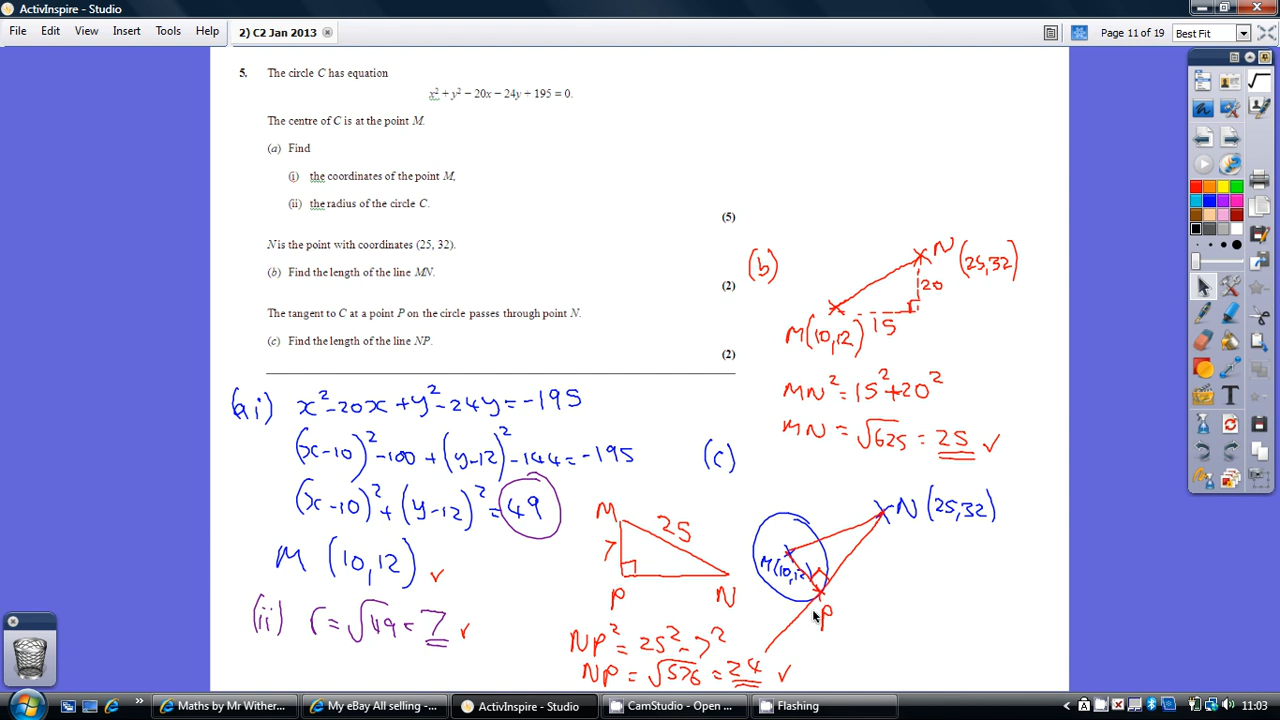 ActivInspire - Studio
File Edit View Insert Tools Help
2) C2 Jan 2013
Page 11 of 19
Best Fit
5. The circle C has equation
x² + y² − 20x − 24y + 195 = 0.
The centre of C is at the point M.
(a) Find
(i) the coordinates of the point M,
(ii) the radius of the circle C.
(5)
N is the point with coordinates (25, 32).
(b) Find the length of the line MN.
(2)
The tangent to C at a point P on the circle passes through point N.
(c) Find the length of the line NP.
(2)
(ai) x²-20x+y²-24y=-195
(x-10)²-100+(y-12)²-144=-195
(x-10)²+(y-12)²=49
M (10,12) ✓
(ii) r=√49=7 ✓
(b)
N (25,32)
20
M(10,12) 15
MN²=15²+20²
MN=√625=25 ✓
(c)
M
25
7
P N
N (25,32)
M(10,12)
P
NP²=25²-7²
NP=√576=24 ✓
T
Maths by Mr Wither...
My eBay All selling - ...
ActivInspire - Studio
CamStudio - Open ...
Flashing
11:03